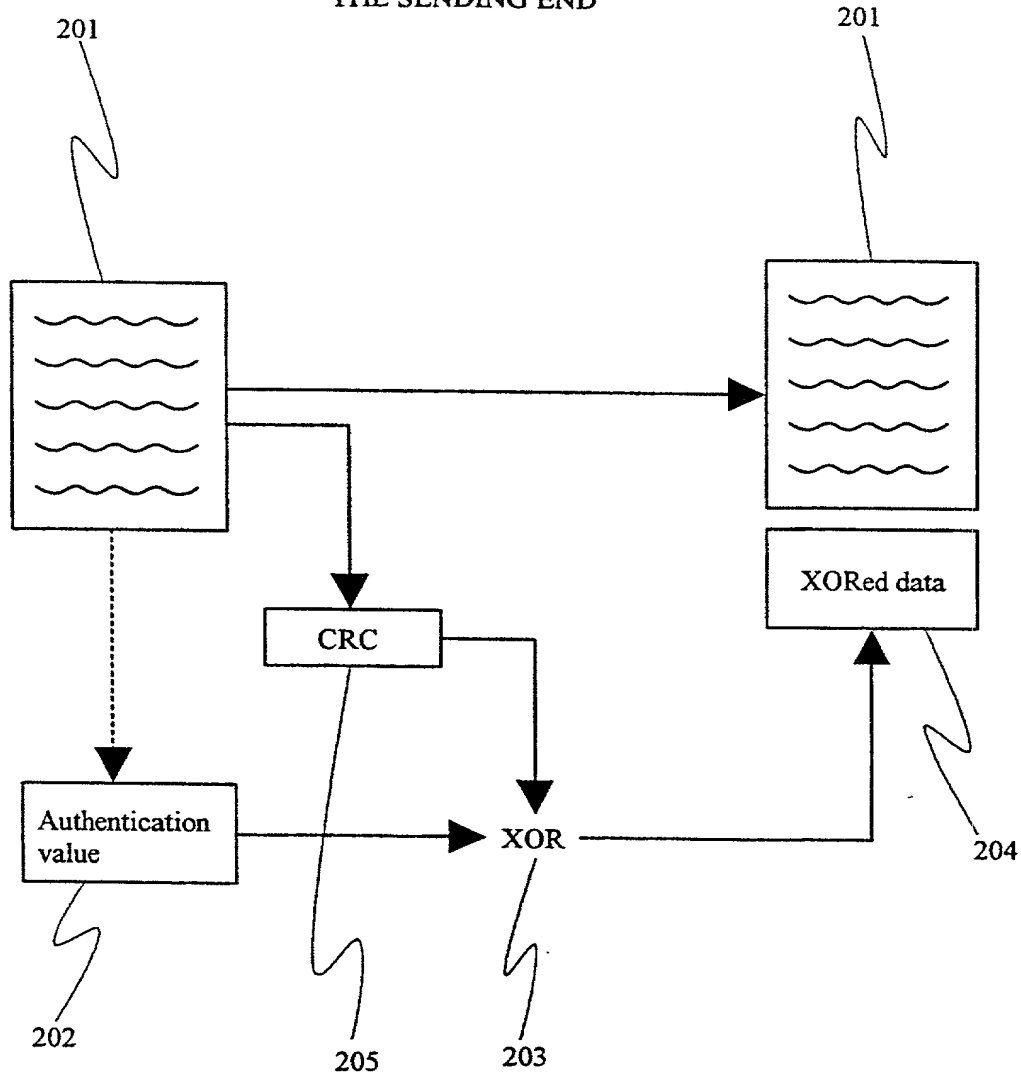 THE SENDING END
201
201
XORed data
CRC
Authentication
value
XOR
204
202
205
203